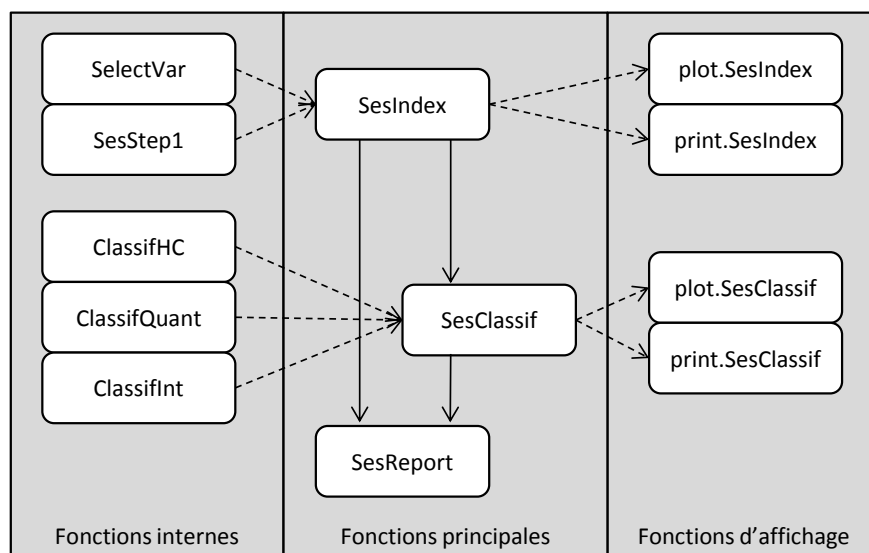 SelectVar
SesStep1
ClassifHC
ClassifQuant
ClassifInt
Fonctions internes
SesIndex
SesClassif
SesReport
Fonctions principales
plot.SesIndex
print.SesIndex
plot.SesClassif
print.SesClassif
Fonctions d’affichage